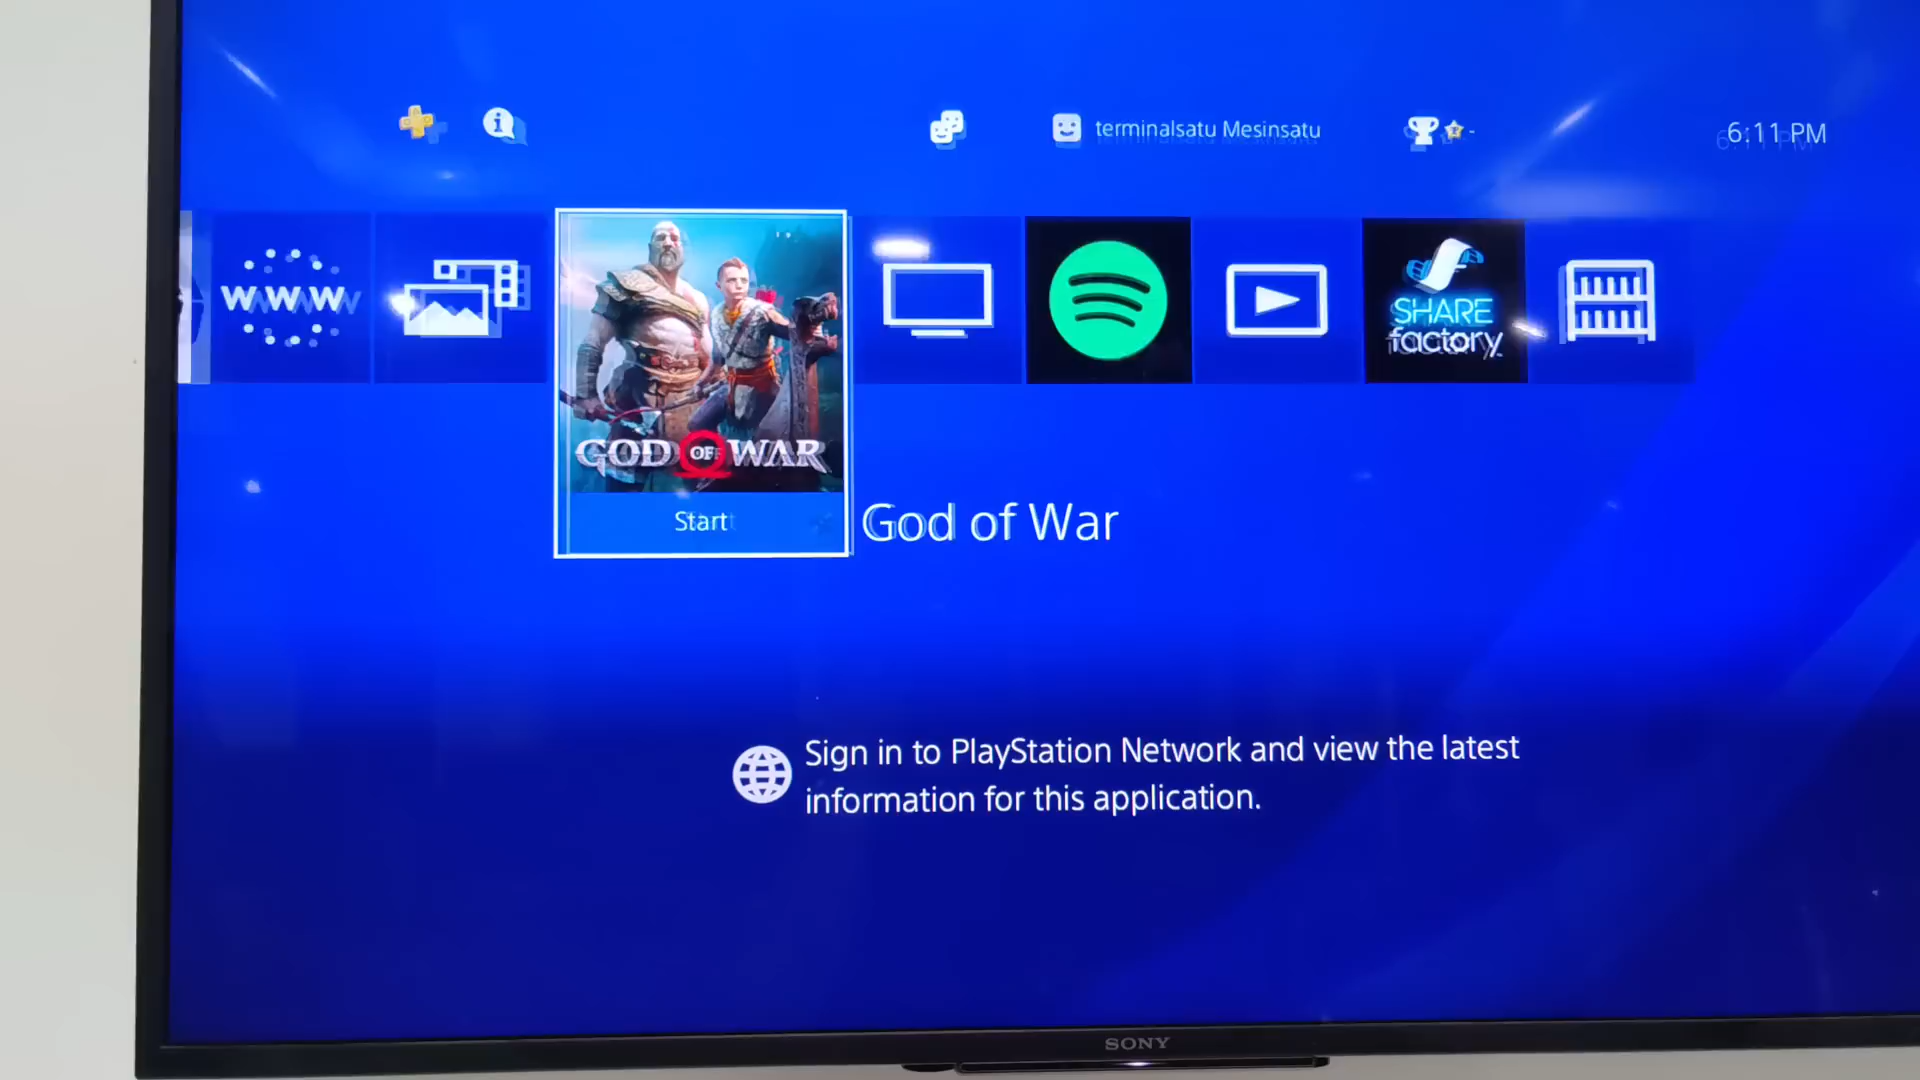 terminalsatu Mesinsatu
6:11 PM
WWW
GOD OF WAR
SHARE
factory
Start
God of War
Sign in to PlayStation Network and view the latest
information for this application.
SONY